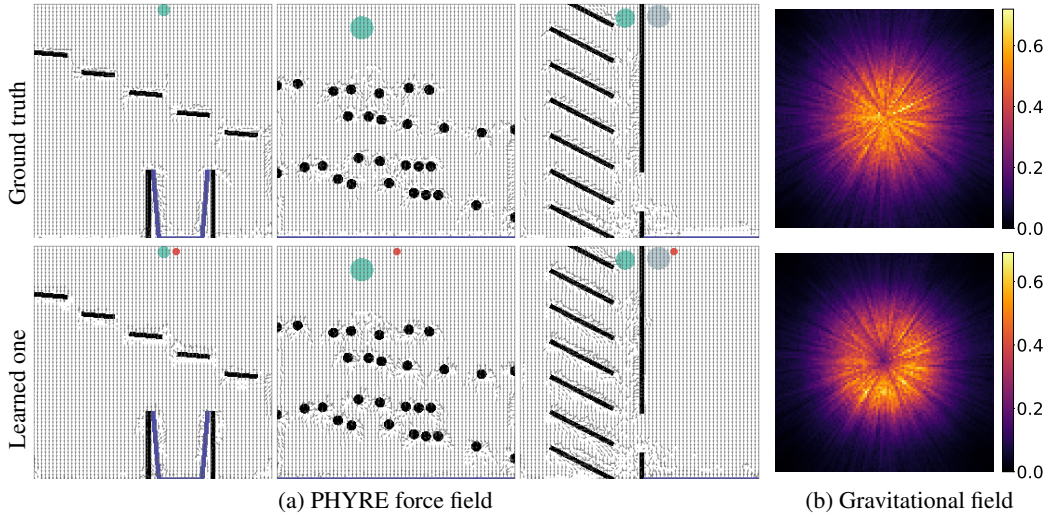 Ground truth
0.6
0.4
0.2
0.0
Learned one
0.6
0.4
0.2
0.0
(a) PHYRE force field
(b) Gravitational field